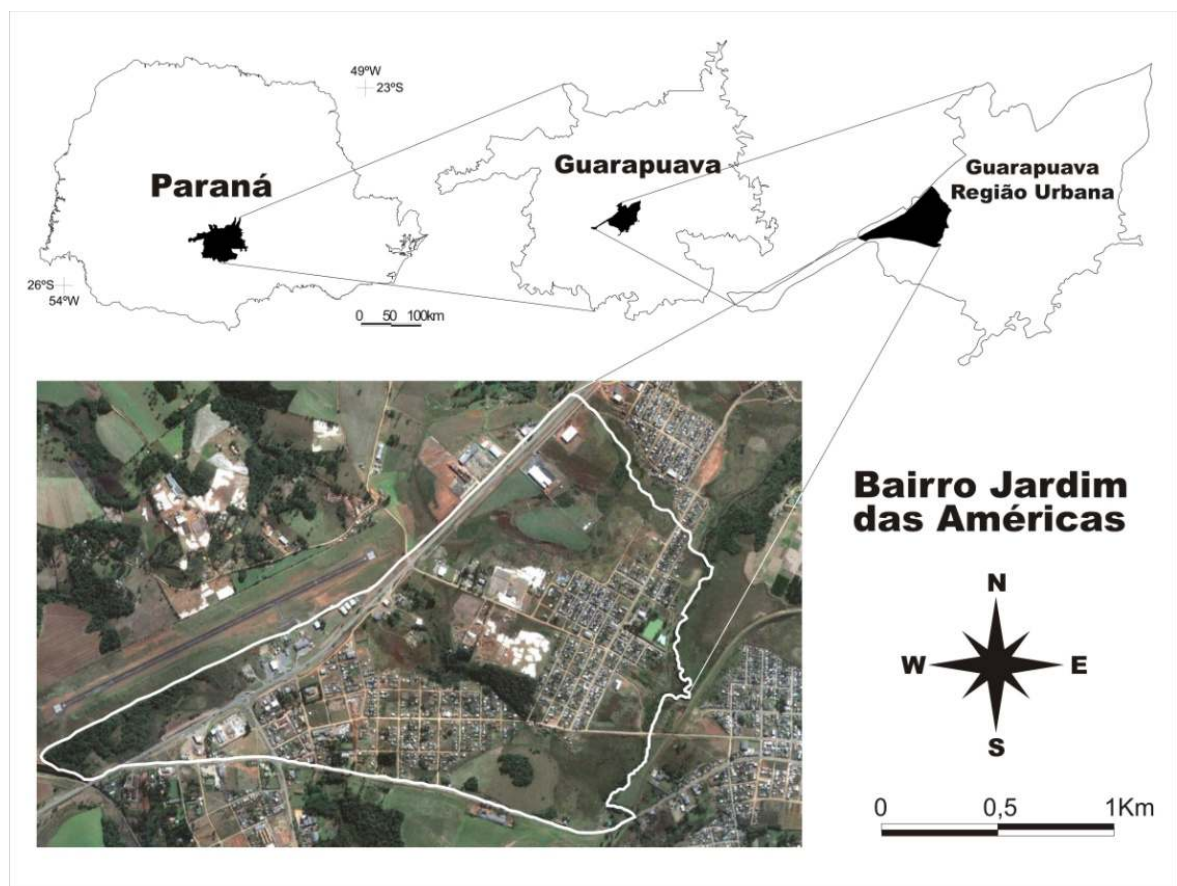 49ºW
23ºS
Paraná
Guarapuava
Guarapuava
Região Urbana
26ºS
54ºW
0 50 100km
Bairro Jardim
das Américas
N
W E
S
0 0,5 1Km